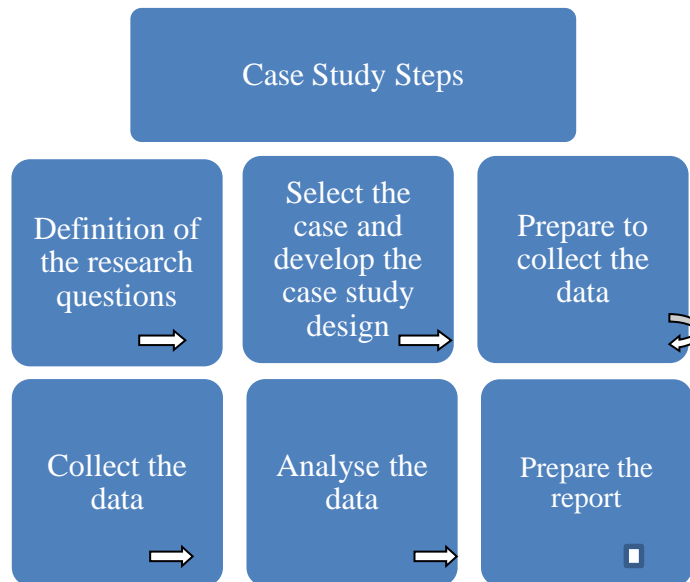 Case Study Steps
Definition of
the research
questions
Select the
case and
develop the
case study
design
Prepare to
collect the
data
Collect the
data
Analyse the
data
Prepare the
report